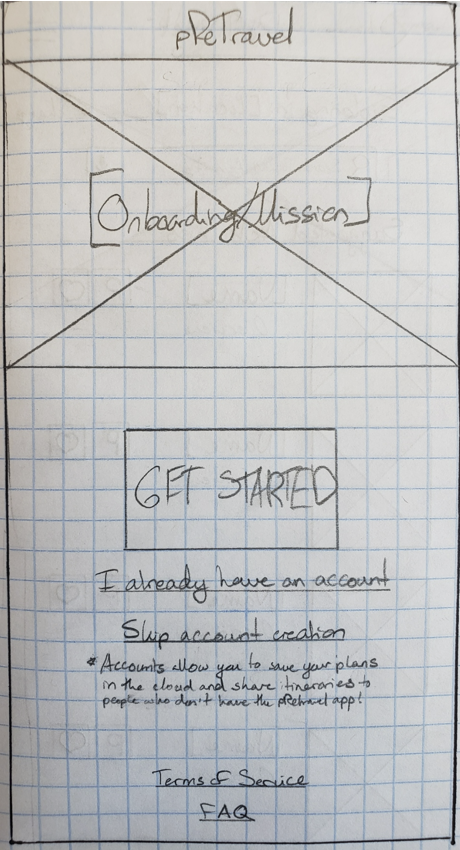 pReTravel
[Onboarding/Mission]
GET STARTED
I already have an account
Skip account creation
* Accounts allow you to save your plans
in the cloud and share itineraries to
people who don't have the pRetravel app!
Terms of Service
FAQ